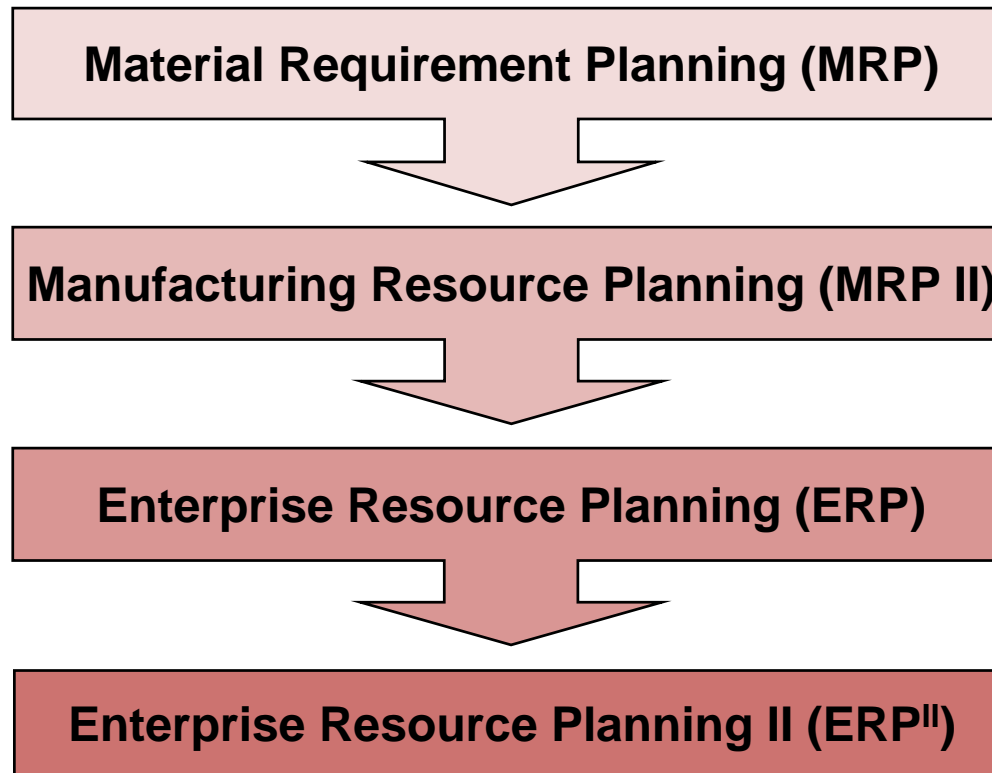 Material Requirement Planning (MRP)
Manufacturing Resource Planning (MRP II)
Enterprise Resource Planning (ERP)
Enterprise Resource Planning II (ERPᴵᴵ)